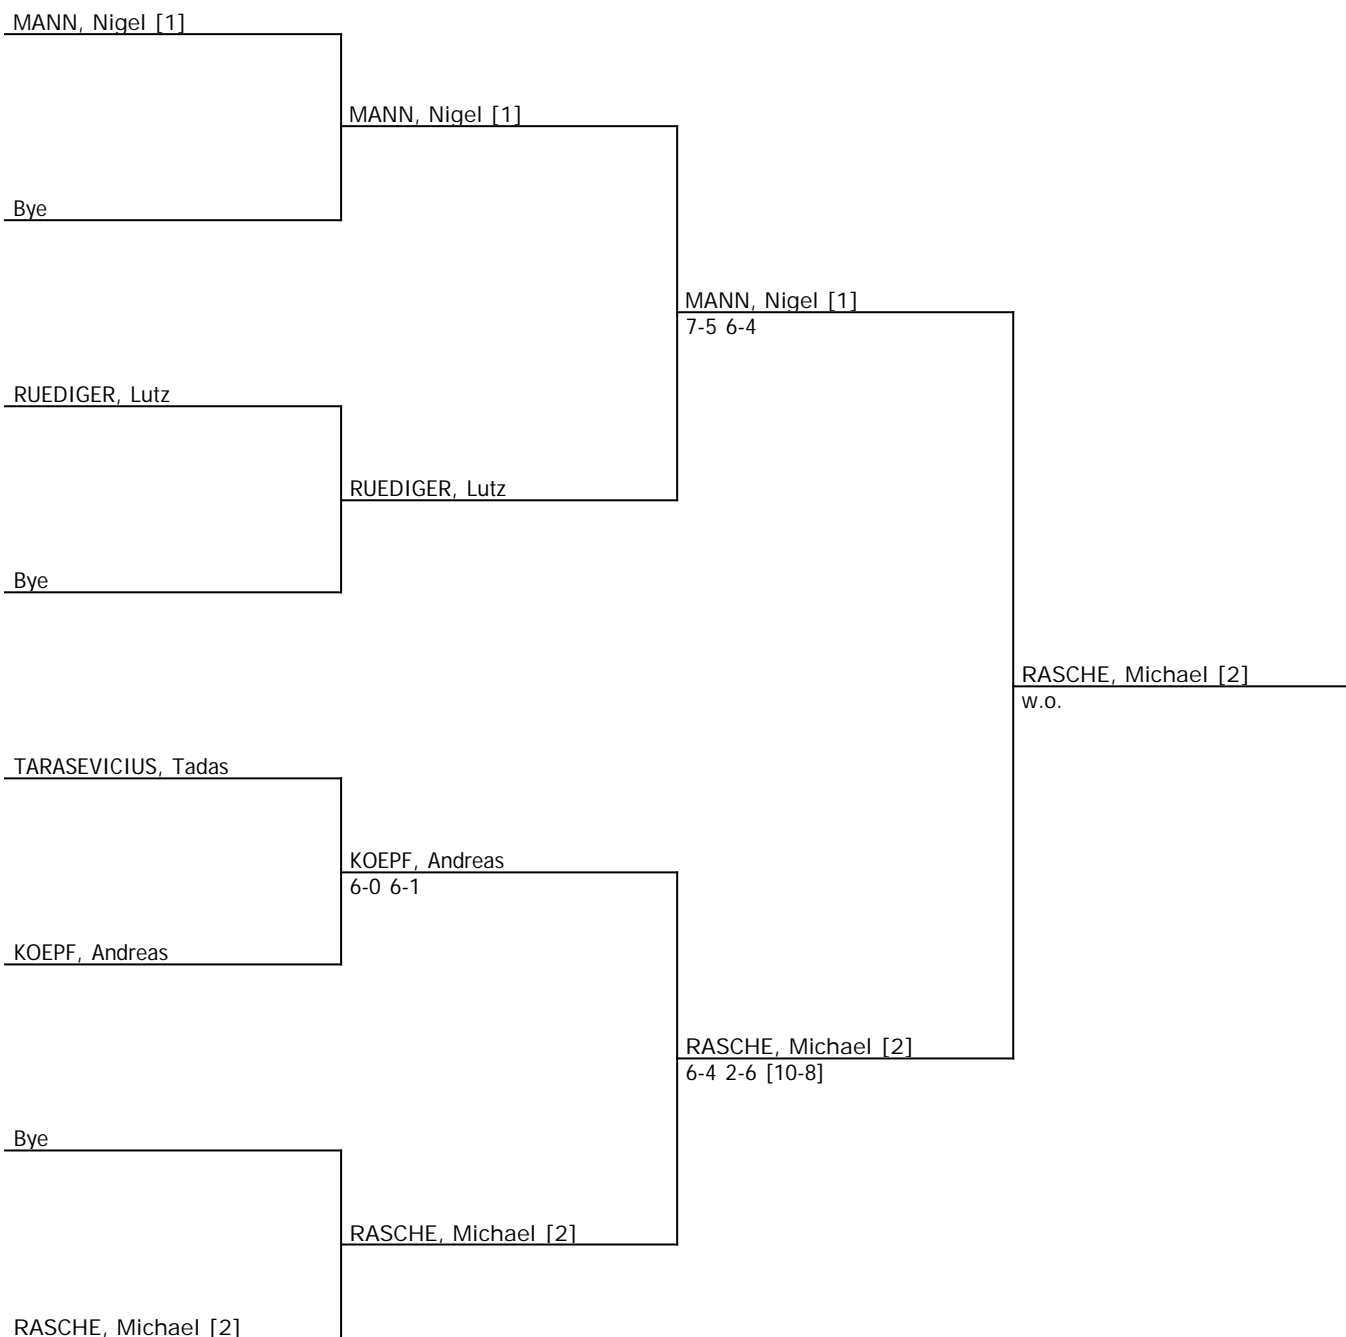 MANN, Nigel [1]
MANN, Nigel [1]
Bye
MANN, Nigel [1]
7-5 6-4
RUEDIGER, Lutz
RUEDIGER, Lutz
Bye
RASCHE, Michael [2]
w.o.
TARASEVICIUS, Tadas
KOEPF, Andreas
6-0 6-1
KOEPF, Andreas
RASCHE, Michael [2]
6-4 2-6 [10-8]
Bye
RASCHE, Michael [2]
RASCHE, Michael [2]